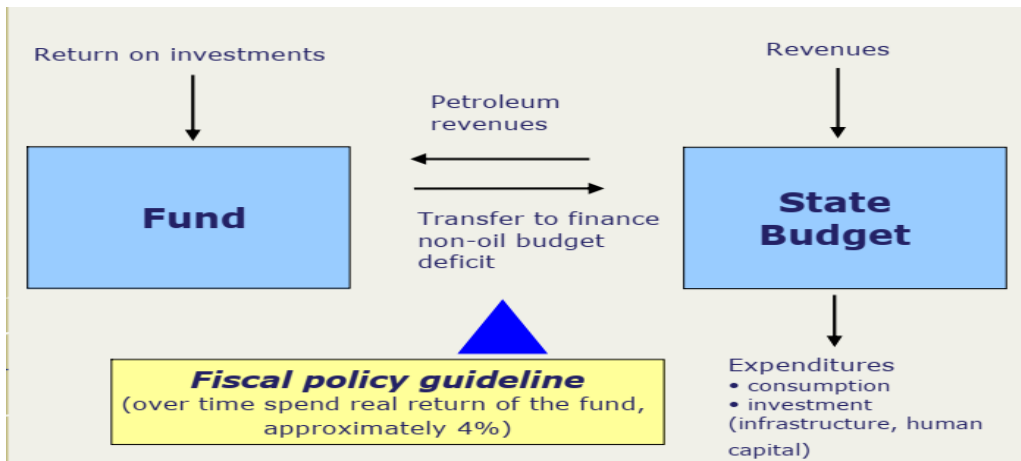 Return on investments
Revenues
Petroleum
revenues
Fund
State
Budget
Transfer to finance
non-oil budget
deficit
Fiscal policy guideline
(over time spend real return of the fund,
approximately 4%)
Expenditures
• consumption
• investment
(infrastructure, human
capital)